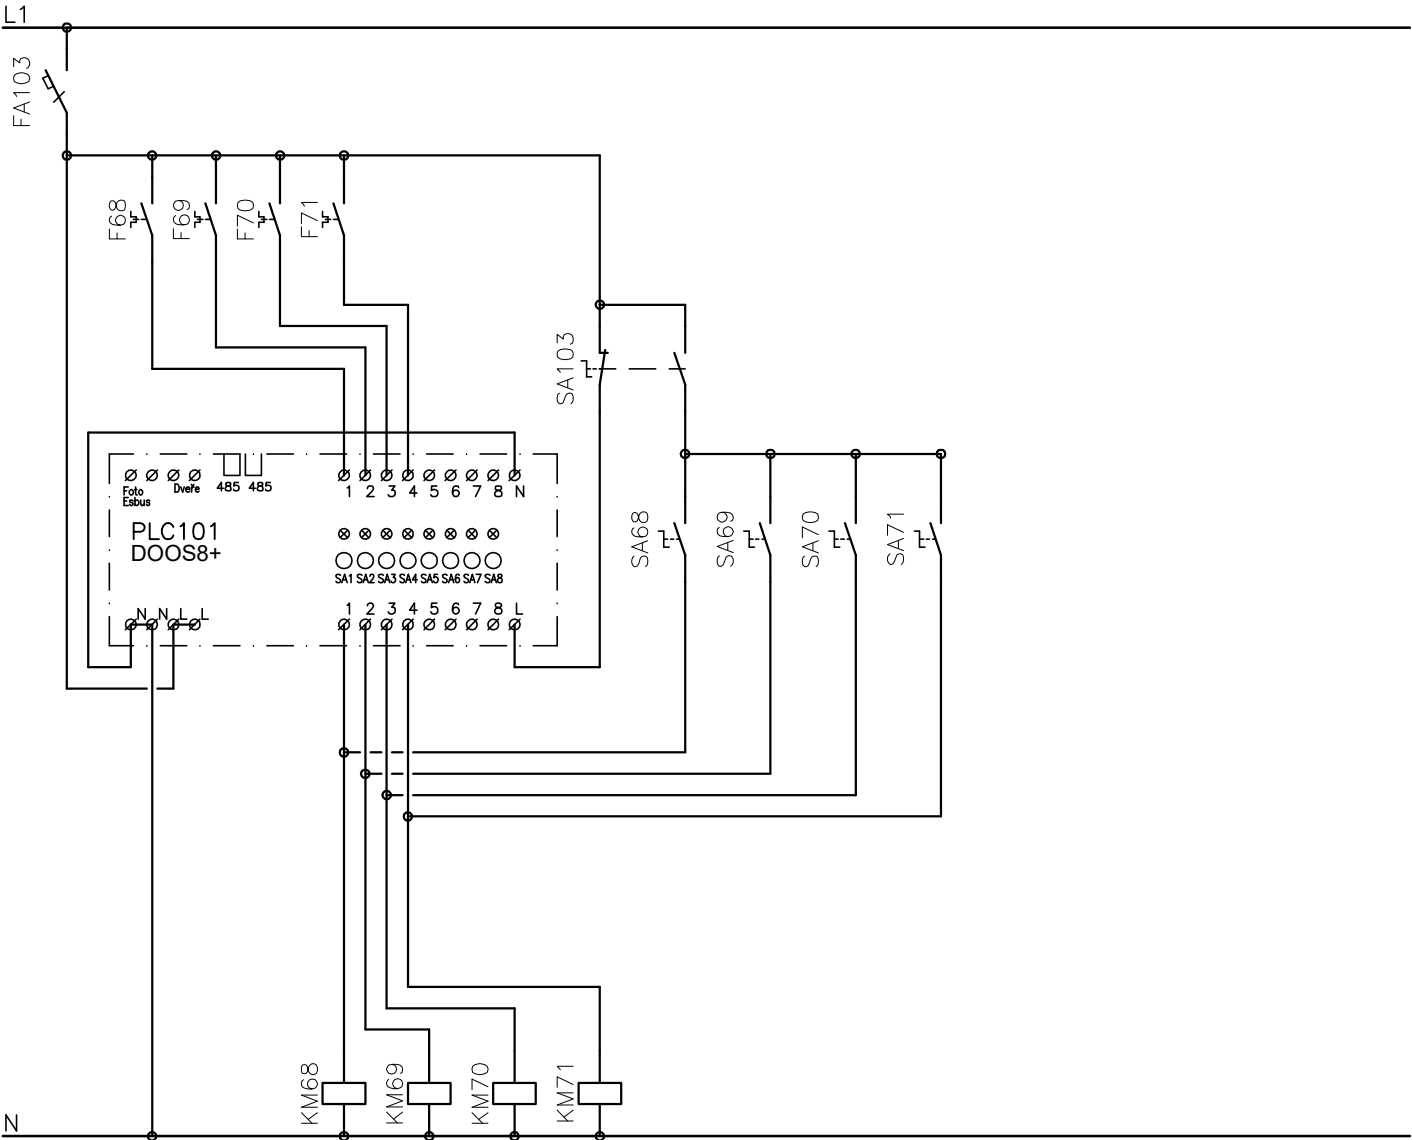 L1
FA103
F68
F69
F70
F71
SA103
Foto
Esbus
Dveře
485 485
1 2 3 4 5 6 7 8 N
PLC101
DOOS8+
SA1 SA2 SA3 SA4 SA5 SA6 SA7 SA8
N N L L
1 2 3 4 5 6 7 8 L
SA68
SA69
SA70
SA71
KM68
KM69
KM70
KM71
N